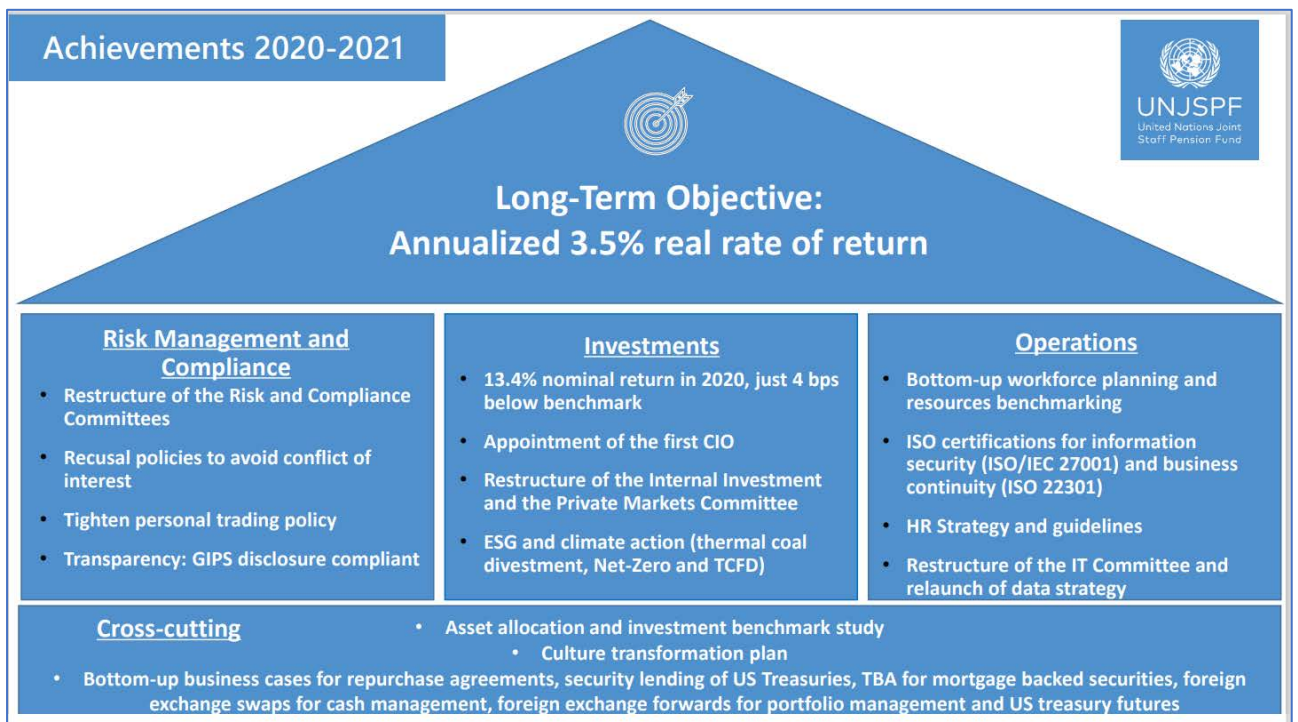 Achievements 2020-2021
UNJSPF
United Nations Joint
Staff Pension Fund
Long-Term Objective:
Annualized 3.5% real rate of return
Risk Management and
Compliance
• Restructure of the Risk and Compliance
Committees
• Recusal policies to avoid conflict of
interest
• Tighten personal trading policy
• Transparency: GIPS disclosure compliant
Investments
• 13.4% nominal return in 2020, just 4 bps
below benchmark
• Appointment of the first CIO
• Restructure of the Internal Investment
and the Private Markets Committee
• ESG and climate action (thermal coal
divestment, Net-Zero and TCFD)
Operations
• Bottom-up workforce planning and
resources benchmarking
• ISO certifications for information
security (ISO/IEC 27001) and business
continuity (ISO 22301)
• HR Strategy and guidelines
• Restructure of the IT Committee and
relaunch of data strategy
Cross-cutting
• Asset allocation and investment benchmark study
• Culture transformation plan
• Bottom-up business cases for repurchase agreements, security lending of US Treasuries, TBA for mortgage backed securities, foreign
exchange swaps for cash management, foreign exchange forwards for portfolio management and US treasury futures